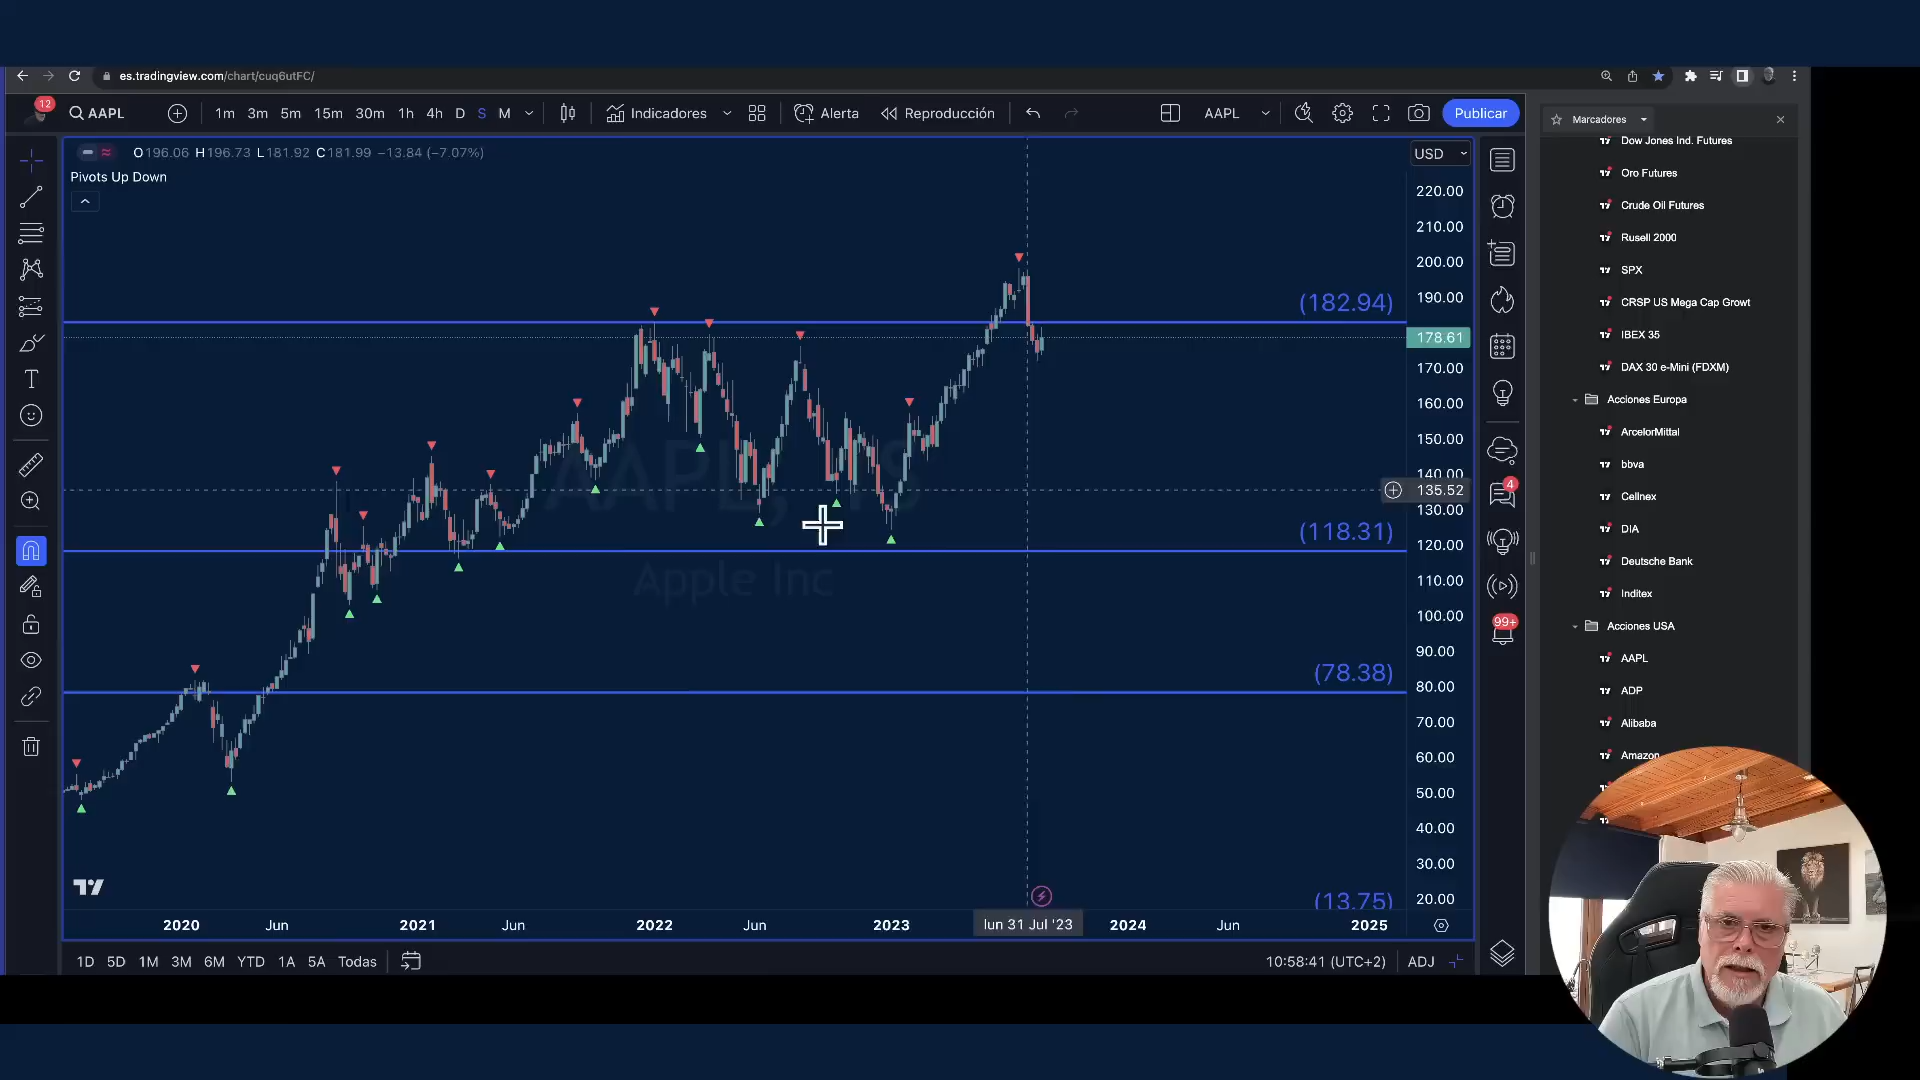 es.tradingview.com/chart/cuq6utFC/
12
AAPL
1m 3m 5m 15m 30m 1h 4h D S M
Indicadores
Alerta
Reproducción
AAPL
Publicar
Marcadores
O196.06 H196.73 L181.92 C181.99 −13.84 (−7.07%)
USD
Pivots Up Down
220.00
210.00
200.00
190.00
(182.94)
178.61
170.00
160.00
150.00
140.00
135.52
130.00
(118.31)
120.00
110.00
100.00
90.00
(78.38)
80.00
70.00
60.00
50.00
40.00
30.00
20.00
(13.75)
AAPL, 1S
Apple Inc
2020 Jun 2021 Jun 2022 Jun 2023 lun 31 Jul '23 2024 Jun 2025
1D 5D 1M 3M 6M YTD 1A 5A Todas
10:58:41 (UTC+2)
ADJ
4
99+
Dow Jones Ind. Futures
Oro Futures
Crude Oil Futures
Rusell 2000
SPX
CRSP US Mega Cap Growt
IBEX 35
DAX 30 e-Mini (FDXM)
Acciones Europa
ArcelorMittal
bbva
Cellnex
DIA
Deutsche Bank
Inditex
Acciones USA
AAPL
ADP
Alibaba
Amazon